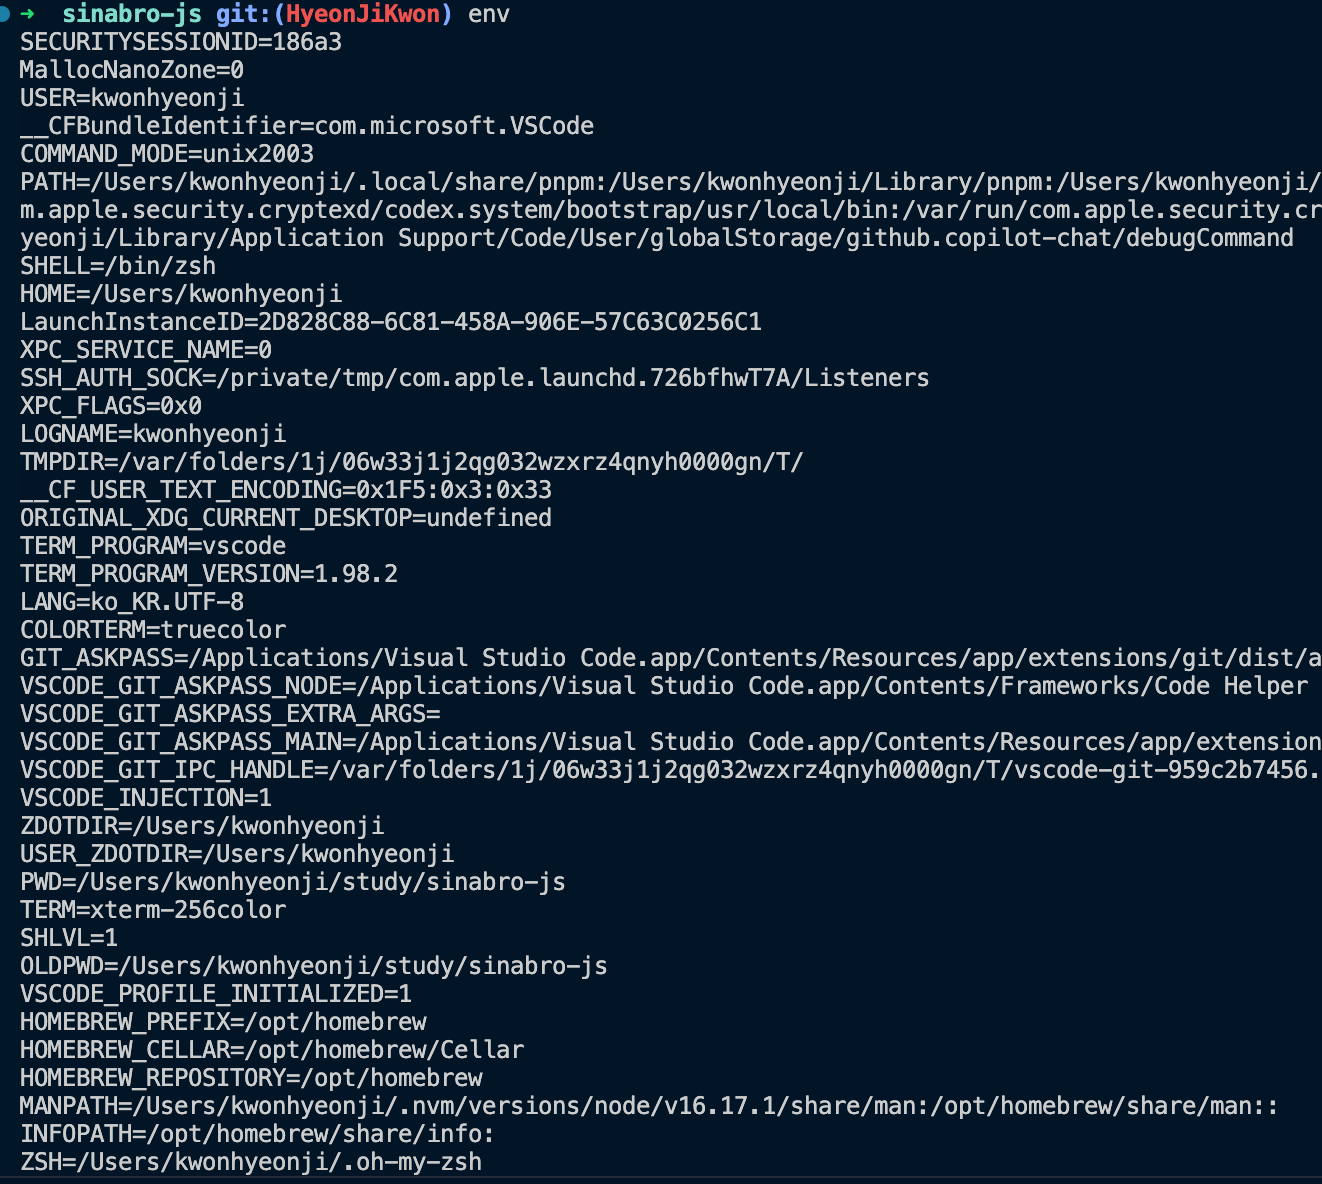 ➜  sinabro-js git:(HyeonJiKwon) env
SECURITYSESSIONID=186a3
MallocNanoZone=0
USER=kwonhyeonji
__CFBundleIdentifier=com.microsoft.VSCode
COMMAND_MODE=unix2003
PATH=/Users/kwonhyeonji/.local/share/pnpm:/Users/kwonhyeonji/Library/pnpm:/Users/kwonhyeonji/
m.apple.security.cryptexd/codex.system/bootstrap/usr/local/bin:/var/run/com.apple.security.cr
yeonji/Library/Application Support/Code/User/globalStorage/github.copilot-chat/debugCommand
SHELL=/bin/zsh
HOME=/Users/kwonhyeonji
LaunchInstanceID=2D828C88-6C81-458A-906E-57C63C0256C1
XPC_SERVICE_NAME=0
SSH_AUTH_SOCK=/private/tmp/com.apple.launchd.726bfhwT7A/Listeners
XPC_FLAGS=0x0
LOGNAME=kwonhyeonji
TMPDIR=/var/folders/1j/06w33j1j2qg032wzxrz4qnyh0000gn/T/
__CF_USER_TEXT_ENCODING=0x1F5:0x3:0x33
ORIGINAL_XDG_CURRENT_DESKTOP=undefined
TERM_PROGRAM=vscode
TERM_PROGRAM_VERSION=1.98.2
LANG=ko_KR.UTF-8
COLORTERM=truecolor
GIT_ASKPASS=/Applications/Visual Studio Code.app/Contents/Resources/app/extensions/git/dist/a
VSCODE_GIT_ASKPASS_NODE=/Applications/Visual Studio Code.app/Contents/Frameworks/Code Helper
VSCODE_GIT_ASKPASS_EXTRA_ARGS=
VSCODE_GIT_ASKPASS_MAIN=/Applications/Visual Studio Code.app/Contents/Resources/app/extension
VSCODE_GIT_IPC_HANDLE=/var/folders/1j/06w33j1j2qg032wzxrz4qnyh0000gn/T/vscode-git-959c2b7456.
VSCODE_INJECTION=1
ZDOTDIR=/Users/kwonhyeonji
USER_ZDOTDIR=/Users/kwonhyeonji
PWD=/Users/kwonhyeonji/study/sinabro-js
TERM=xterm-256color
SHLVL=1
OLDPWD=/Users/kwonhyeonji/study/sinabro-js
VSCODE_PROFILE_INITIALIZED=1
HOMEBREW_PREFIX=/opt/homebrew
HOMEBREW_CELLAR=/opt/homebrew/Cellar
HOMEBREW_REPOSITORY=/opt/homebrew
MANPATH=/Users/kwonhyeonji/.nvm/versions/node/v16.17.1/share/man:/opt/homebrew/share/man::
INFOPATH=/opt/homebrew/share/info:
ZSH=/Users/kwonhyeonji/.oh-my-zsh